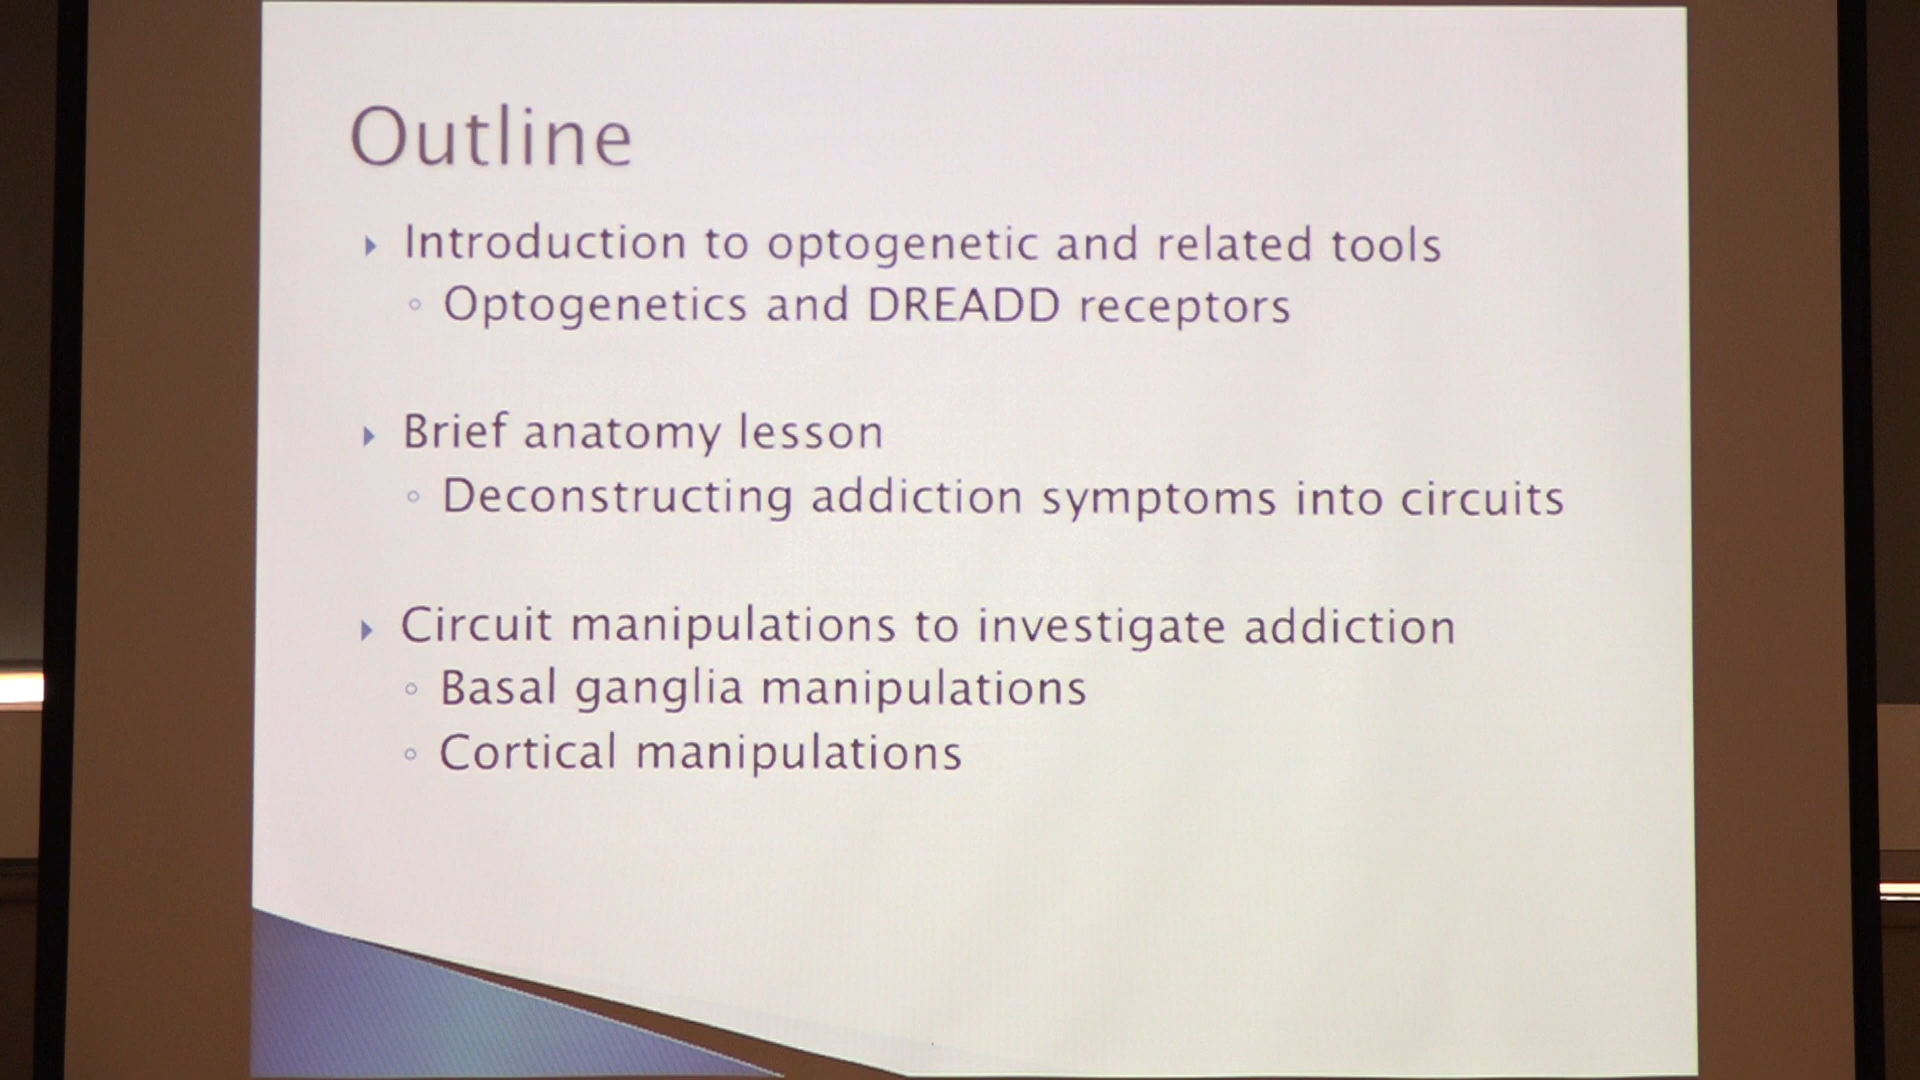 Outline
Introduction to optogenetic and related tools
Optogenetics and DREADD receptors
Brief anatomy lesson
Deconstructing addiction symptoms into circuits
Circuit manipulations to investigate addiction
Basal ganglia manipulations
Cortical manipulations